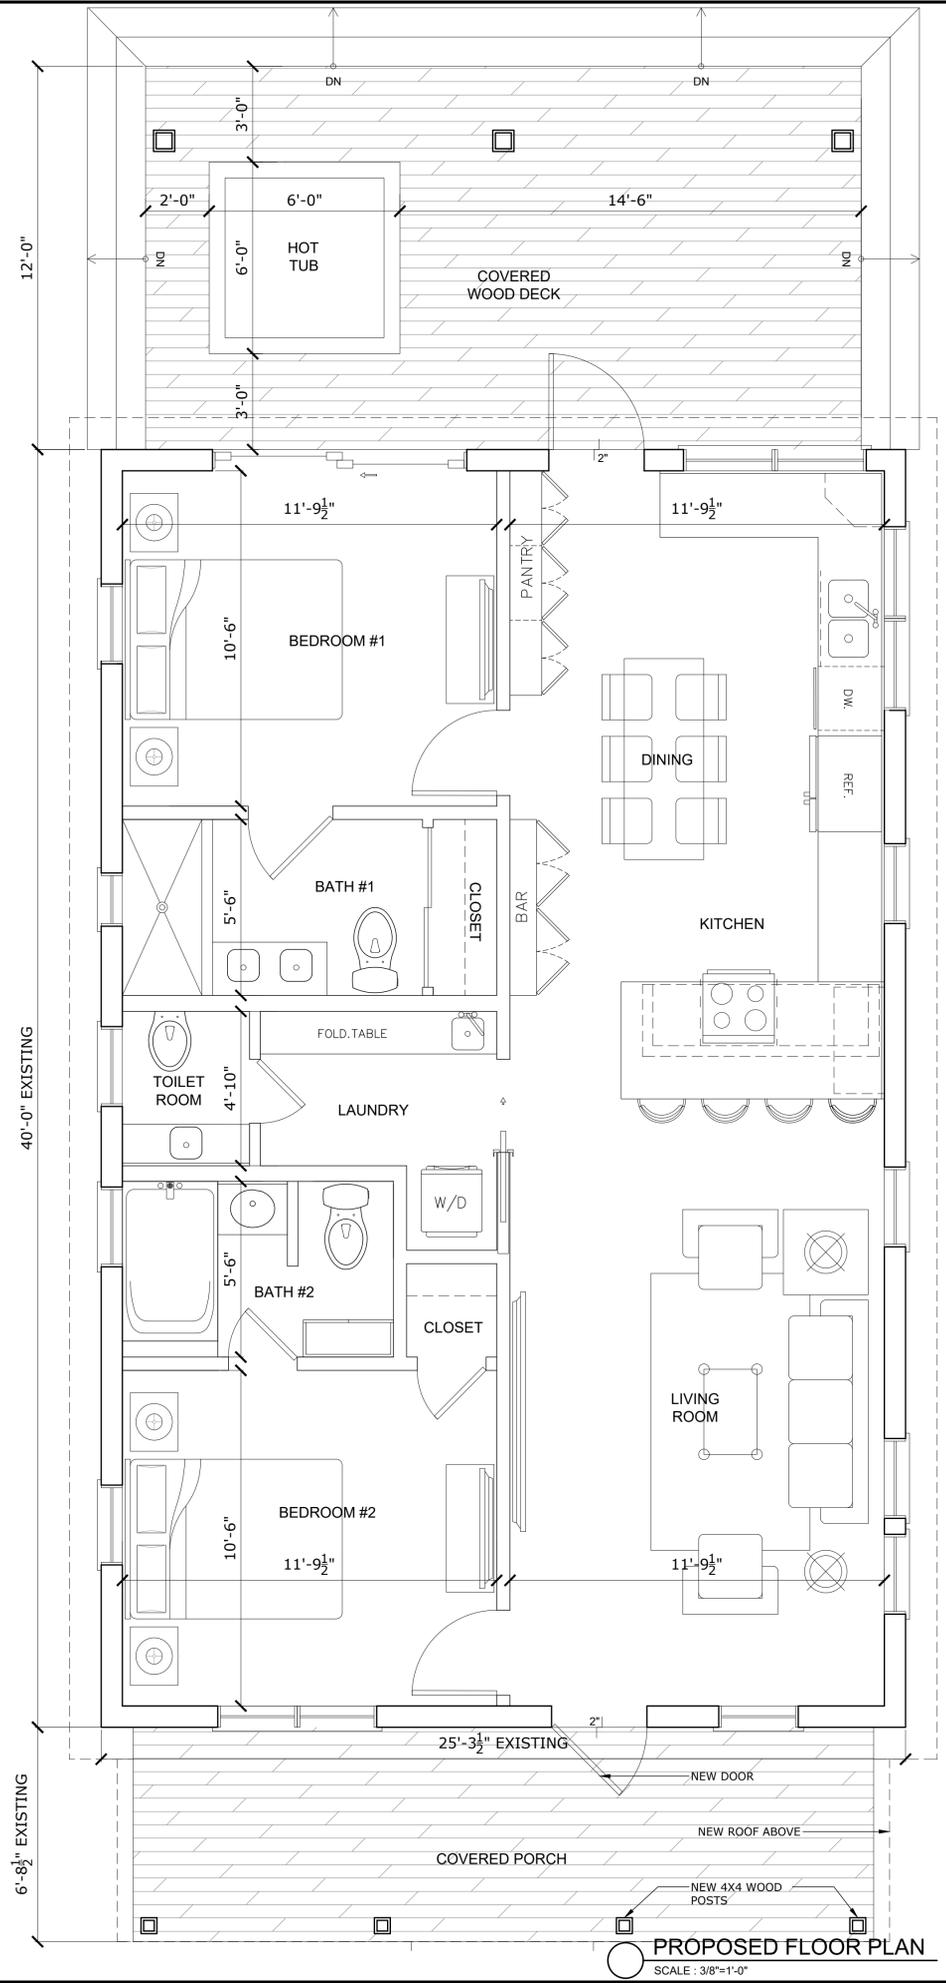 DN
DN
3'-0"
2'-0"
6'-0"
14'-6"
12'-0"
DN
6'-0"
HOT
TUB
COVERED
WOOD DECK
DN
3'-0"
2"
11'-9½"
11'-9½"
PANTRY
10'-6"
BEDROOM #1
DW.
DINING
REF.
5'-6"
BATH #1
CLOSET
BAR
KITCHEN
40'-0" EXISTING
FOLD.TABLE
TOILET
ROOM
4'-10"
LAUNDRY
W/D
5'-6"
BATH #2
CLOSET
LIVING
ROOM
BEDROOM #2
10'-6"
11'-9½"
11'-9½"
2"
25'-3½" EXISTING
NEW DOOR
6'-8½" EXISTING
NEW ROOF ABOVE
COVERED PORCH
NEW 4X4 WOOD
POSTS
PROPOSED FLOOR PLAN
SCALE : 3/8"=1'-0"